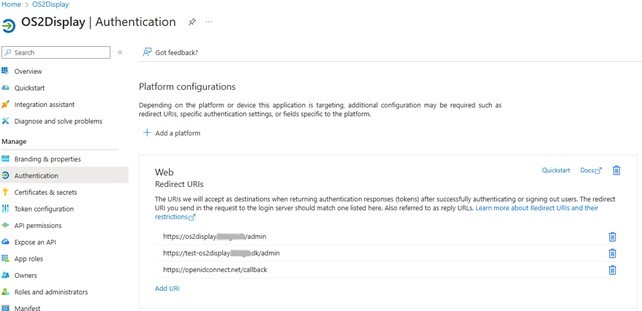 Home > OS2Display
OS2Display | Authentication
Search
Got feedback?
Overview
Quickstart
Integration assistant
Diagnose and solve problems
Manage
Branding & properties
Authentication
Certificates & secrets
Token configuration
API permissions
Expose an API
App roles
Owners
Roles and administrators
Manifest
Platform configurations
Depending on the platform or device this application is targeting, additional configuration may be required such as
redirect URIs, specific authentication settings, or fields specific to the platform.
Add a platform
Web
Quickstart
Docs
Redirect URIs
The URIs we will accept as destinations when returning authentication responses (tokens) after successfully authenticating or signing out users. The redirect
URI you send in the request to the login server should match one listed here. Also referred to as reply URLs. Learn more about Redirect URIs and their
restrictions
https://os2display /admin
https://test-os2display dk/admin
https://openidconnect.net/callback
Add URI